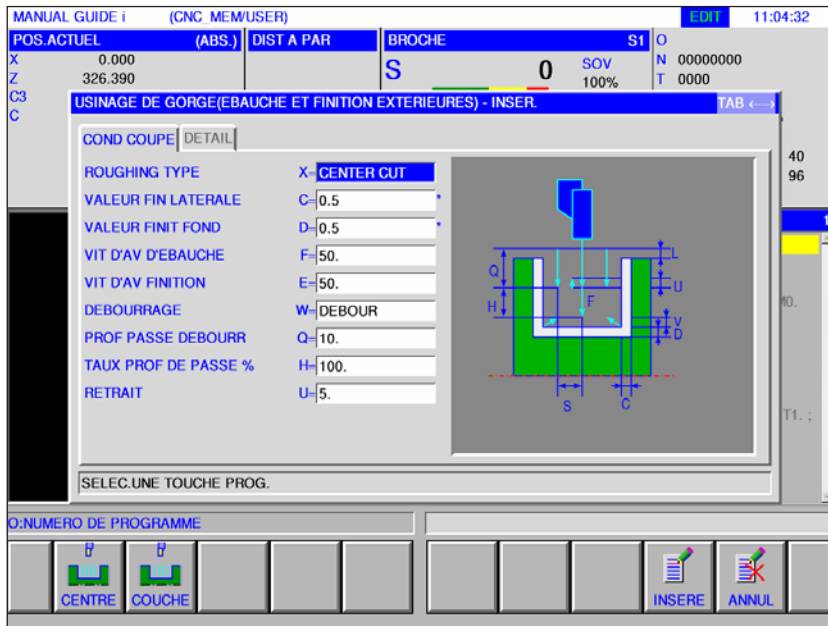 MANUAL GUIDE i (CNC_MEM/USER) EDIT 11:04:32
POS.ACTUEL (ABS.) DIST A PAR BROCHE S1 O
X 0.000
Z 326.390
C3
C
S 0 SOV
100%
N 00000000
T 0000
USINAGE DE GORGE(EBAUCHE ET FINITION EXTERIEURES) - INSER. TAB ←→
COND COUPE DETAIL
ROUGHING TYPE X= CENTER CUT
VALEUR FIN LATERALE C= 0.5 *
VALEUR FINIT FOND D= 0.5 *
VIT D'AV D'EBAUCHE F= 50.
VIT D'AV FINITION E= 50.
DEBOURRAGE W= DEBOUR
PROF PASSE DEBOURR Q= 10.
TAUX PROF DE PASSE % H= 100.
RETRAIT U= 5.
L
Q
U
H
F
V
D
S
C
40
96
1
M0.
T1. ;
SELEC.UNE TOUCHE PROG.
O:NUMERO DE PROGRAMME
CENTRE COUCHE INSERE ANNUL